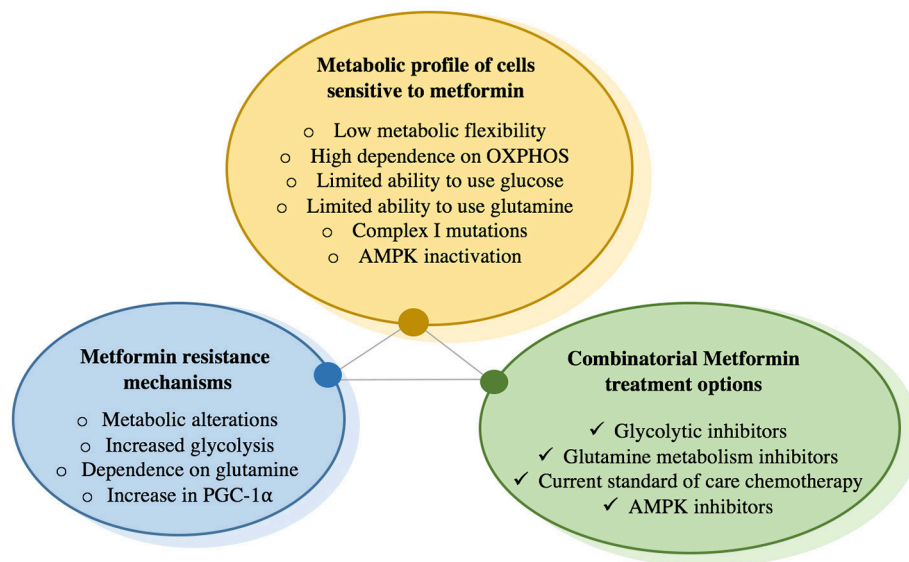 Metabolic profile of cells
sensitive to metformin
○ Low metabolic flexibility
○ High dependence on OXPHOS
○ Limited ability to use glucose
○ Limited ability to use glutamine
○ Complex I mutations
○ AMPK inactivation
Metformin resistance
mechanisms
○ Metabolic alterations
○ Increased glycolysis
○ Dependence on glutamine
○ Increase in PGC-1α
Combinatorial Metformin
treatment options
✓ Glycolytic inhibitors
✓ Glutamine metabolism inhibitors
✓ Current standard of care chemotherapy
✓ AMPK inhibitors